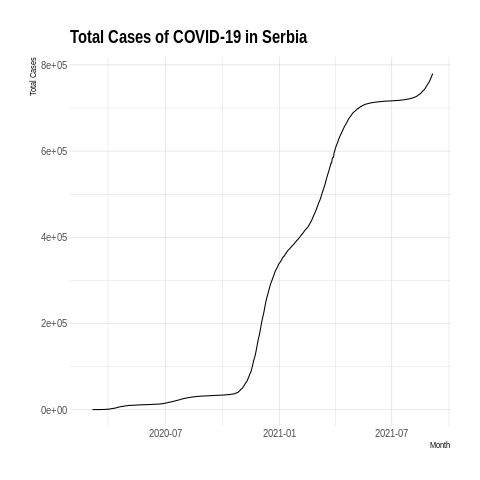 Total Cases of COVID-19 in Serbia
Total Cases
8e+05
6e+05
4e+05
2e+05
0e+00
2020-07
2021-01
2021-07
Month